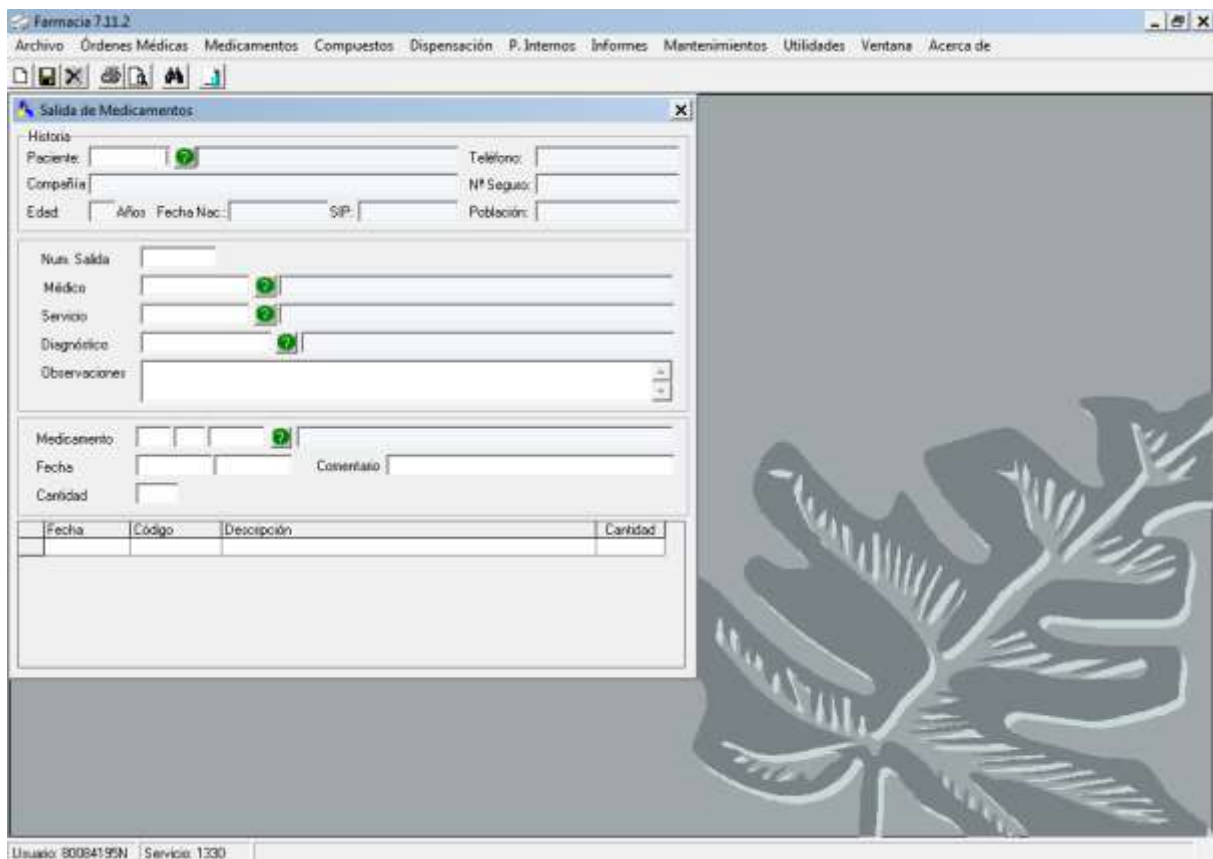 Farmacia 7.11.2
Archivo Órdenes Médicas Medicamentos Compuestos Dispensación P. Internos Informes Mantenimientos Utilidades Ventana Acerca de
Salida de Medicamentos
Historia
Paciente: Teléfono:
Compañía Nº Seguro:
Edad Años Fecha Nac.: SIP: Población:
Num. Salida
Médico
Servicio
Diagnóstico
Observaciones
Medicamento
Fecha Comentario
Cantidad
Fecha Código Descripción Cantidad
Usuario: 80084195N Servicio: 1330